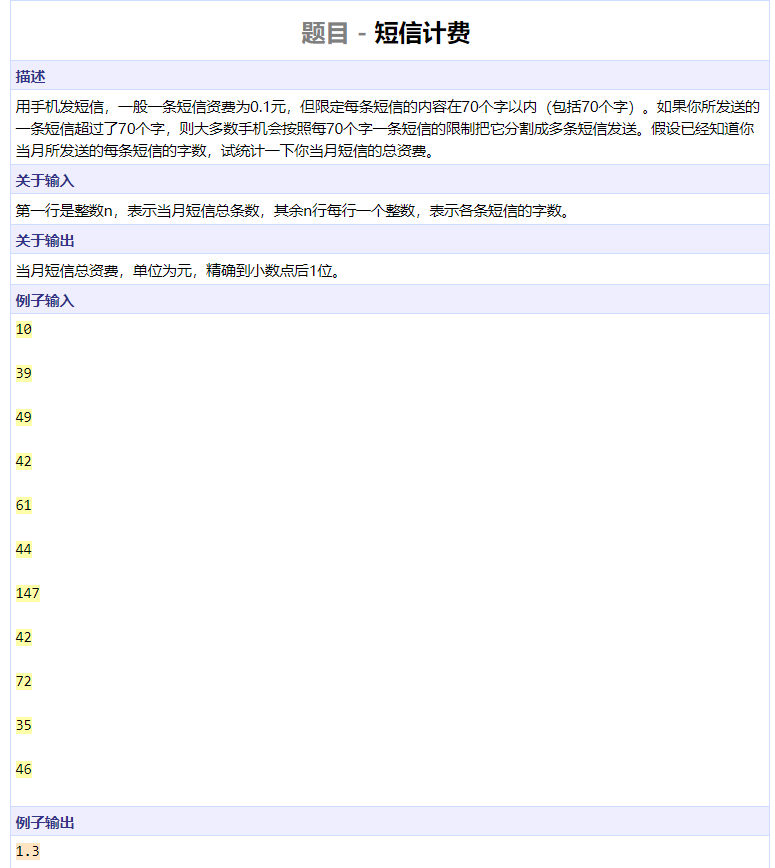 题目 - 短信计费
描述
用手机发短信，一般一条短信资费为0.1元，但限定每条短信的内容在70个字以内（包括70个字）。如果你所发送的
一条短信超过了70个字，则大多数手机会按照每70个字一条短信的限制把它分割成多条短信发送。假设已经知道你
当月所发送的每条短信的字数，试统计一下你当月短信的总资费。
关于输入
第一行是整数n，表示当月短信总条数，其余n行每行一个整数，表示各条短信的字数。
关于输出
当月短信总资费，单位为元，精确到小数点后1位。
例子输入
10
39
49
42
61
44
147
42
72
35
46
例子输出
1.3